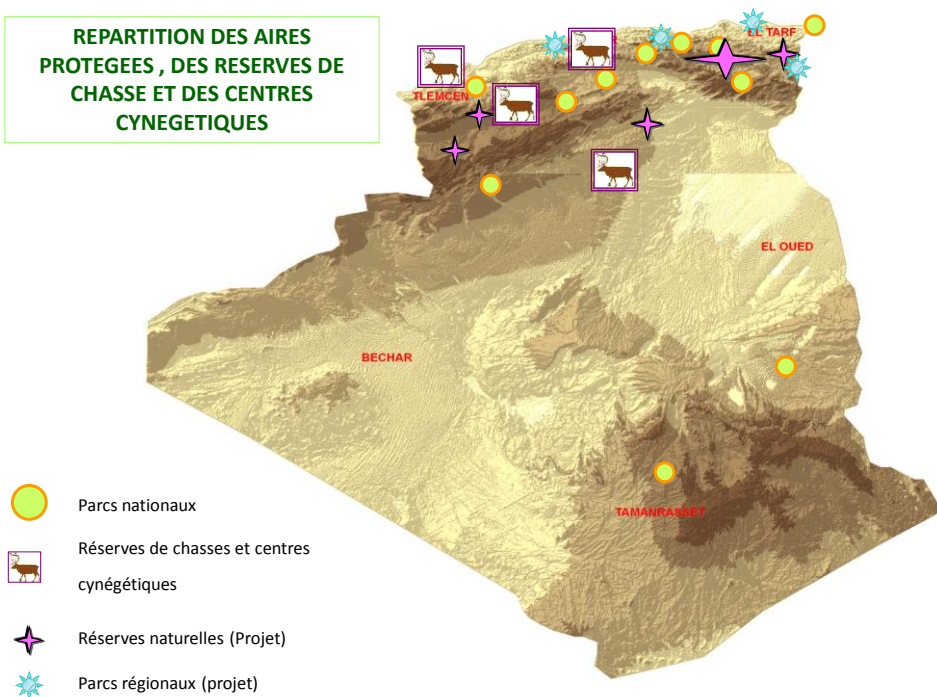 REPARTITION DES AIRES
PROTEGEES , DES RESERVES DE
CHASSE ET DES CENTRES
CYNEGETIQUES
EL TARF
TLEMCEN
EL OUED
BECHAR
TAMANRASSET
Parcs nationaux
Réserves de chasses et centres
cynégétiques
Réserves naturelles (Projet)
Parcs régionaux (projet)